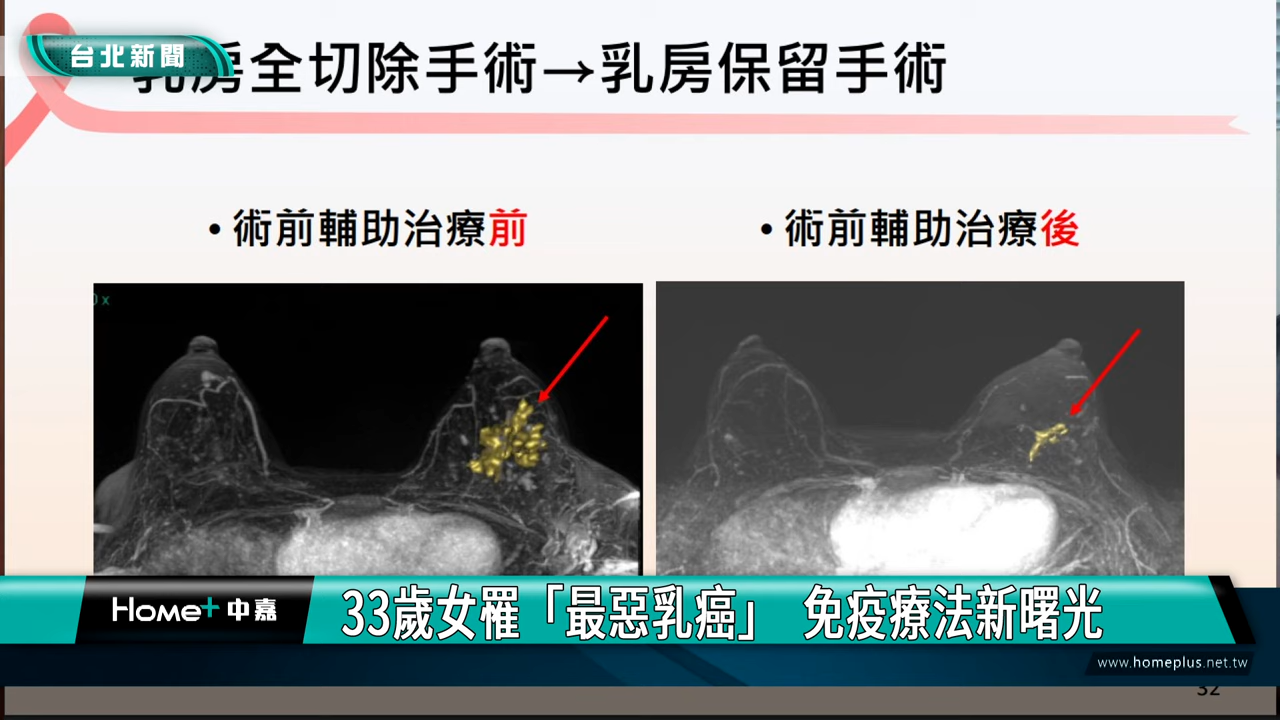 台北新聞
乳房全切除手術→乳房保留手術
• 術前輔助治療前
• 術前輔助治療後
x
Home+ 中嘉
33歲女罹「最惡乳癌」 免疫療法新曙光
www.homeplus.net.tw
32